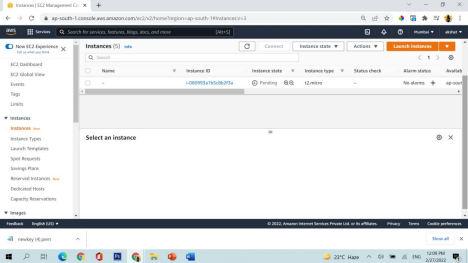 Instances | EC2 Management Co
ap-south-1.console.aws.amazon.com/ec2/v2/home?region=ap-south-1#Instances:v=3
aws
Services
Search for services, features, blogs, docs, and more
[Alt+S]
Mumbai
akshat
New EC2 Experience
Tell us what you think
EC2 Dashboard
EC2 Global View
Events
Tags
Limits
Instances
Instances New
Instance Types
Launch Templates
Spot Requests
Savings Plans
Reserved Instances New
Dedicated Hosts
Capacity Reservations
Images
Instances (5) Info
Connect
Instance state
Actions
Launch instances
Search
1
Name
Instance ID
Instance state
Instance type
Status check
Alarm status
Availab
–
Pending
t2.micro
–
No alarms +
ap-sout
Select an instance
Feedback English (US)
© 2022, Amazon Internet Services Private Ltd. or its affiliates. Privacy Terms Cookie preferences
newkey (4).pem
Show all
23°C Haze
ENG
12:09 PM
2/27/2022